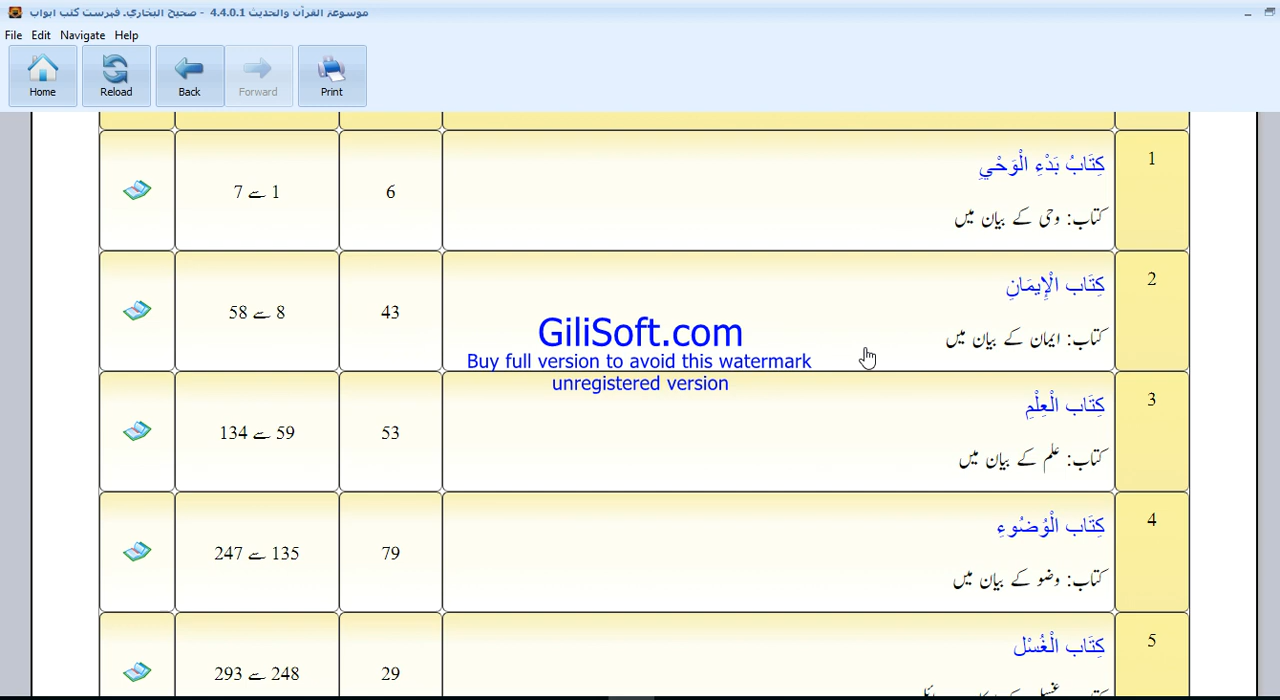 موسوعة القرآن والحديث 4.4.0.1 - صحيح البخاري. فہرست کتب ابواب
File Edit Navigate Help
Home Reload Back Forward Print
1
كِتَابُ بَدْءِ الْوَحْيِ
کتاب: وحی کے بیان میں
6
1 سے 7
2
كِتَاب الْإِيمَانِ
کتاب: ایمان کے بیان میں
43
8 سے 58
GiliSoft.com
Buy full version to avoid this watermark
unregistered version
3
كِتَاب الْعِلْمِ
کتاب: علم کے بیان میں
53
59 سے 134
4
كِتَاب الْوُضُوءِ
کتاب: وضو کے بیان میں
79
135 سے 247
5
كِتَاب الْغُسْل
29
248 سے 293